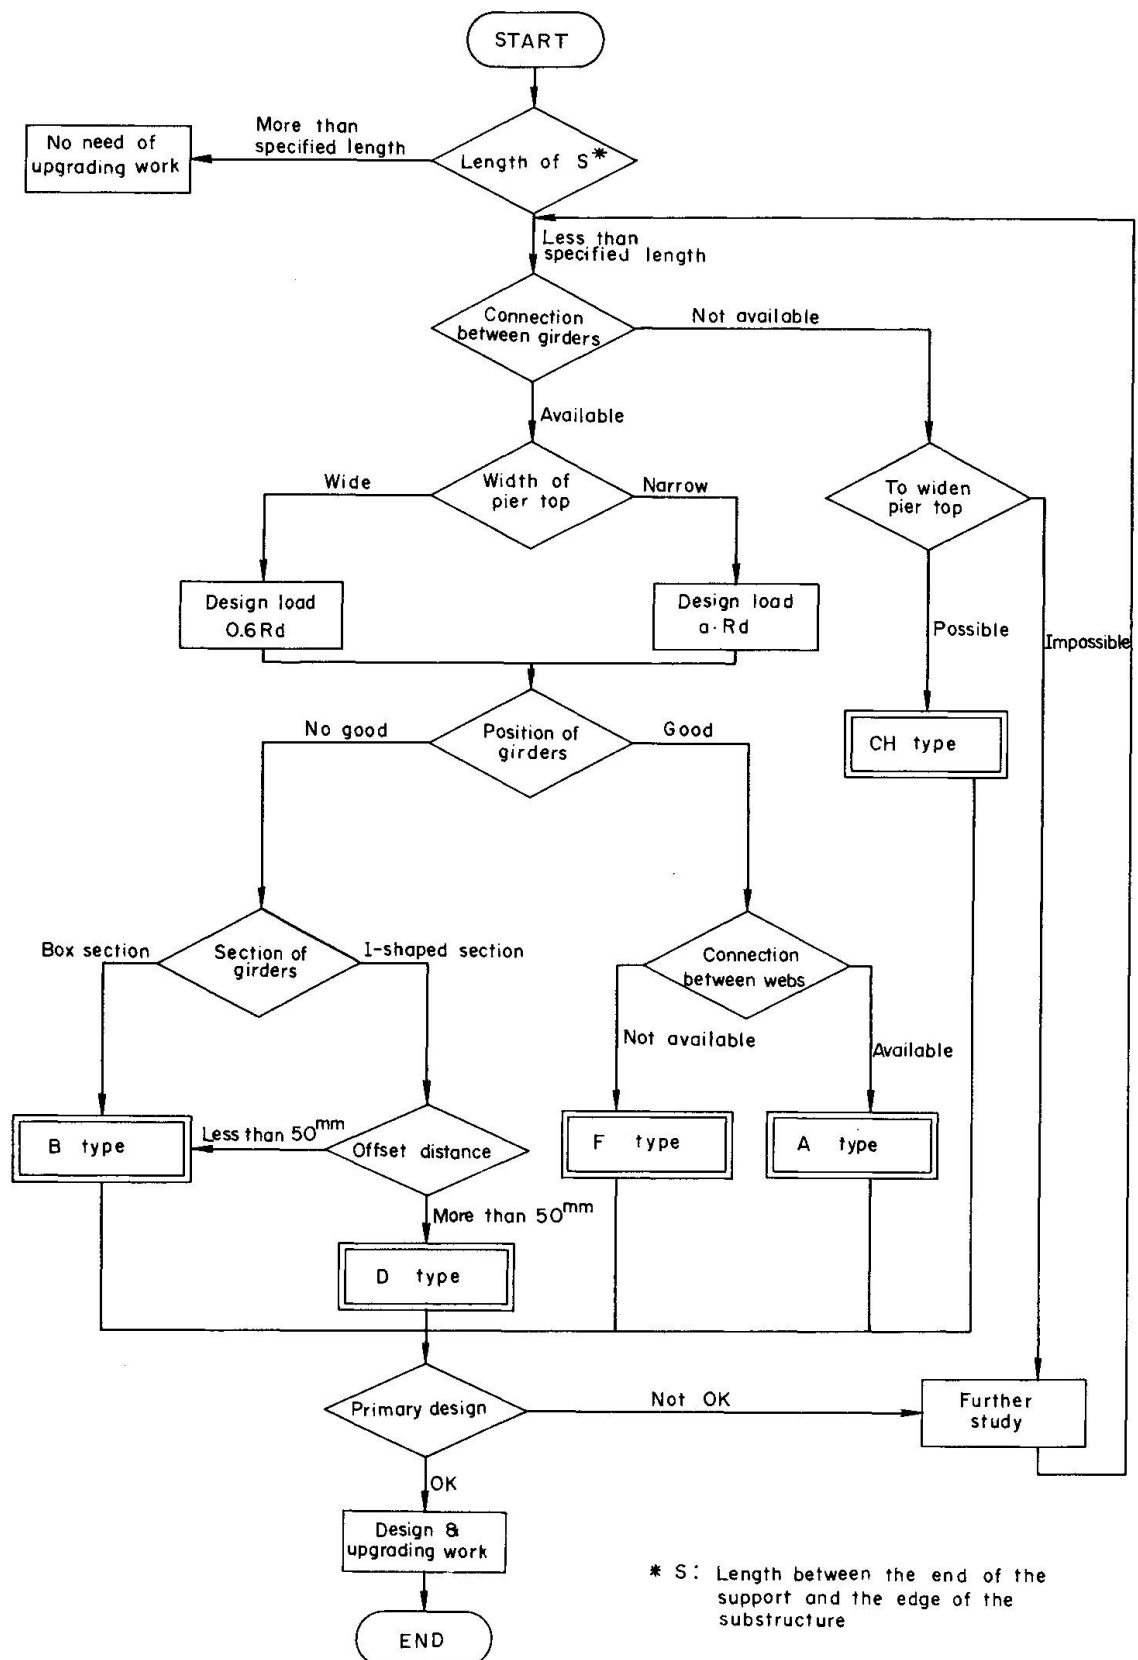 START
More than
specified length
No need of
upgrading work
Length of S*
Less than
specified length
Connection
between girders
Not available
Available
Wide
Width of
pier top
Narrow
To widen
pier top
Design load
0.6Rd
Design load
a·Rd
Possible
Impossible
No good
Position of
girders
Good
CH type
Box section
Section of
girders
I-shaped section
Connection
between webs
Not available
Available
B type
Less than 50mm
Offset distance
F type
A type
More than 50mm
D type
Primary design
Not OK
Further
study
OK
Design &
upgrading work
END
* S: Length between the end of the
support and the edge of the
substructure